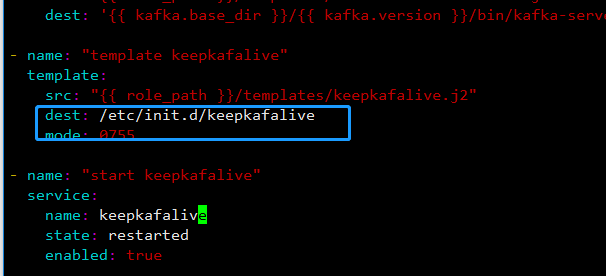 dest: '{{ kafka.base_dir }}/{{ kafka.version }}/bin/kafka-serv
- name: "template keepkafalive"
template:
src: "{{ role_path }}/templates/keepkafalive.j2"
dest: /etc/init.d/keepkafalive
mode: 0755
- name: "start keepkafalive"
service:
name: keepkafalive
state: restarted
enabled: true